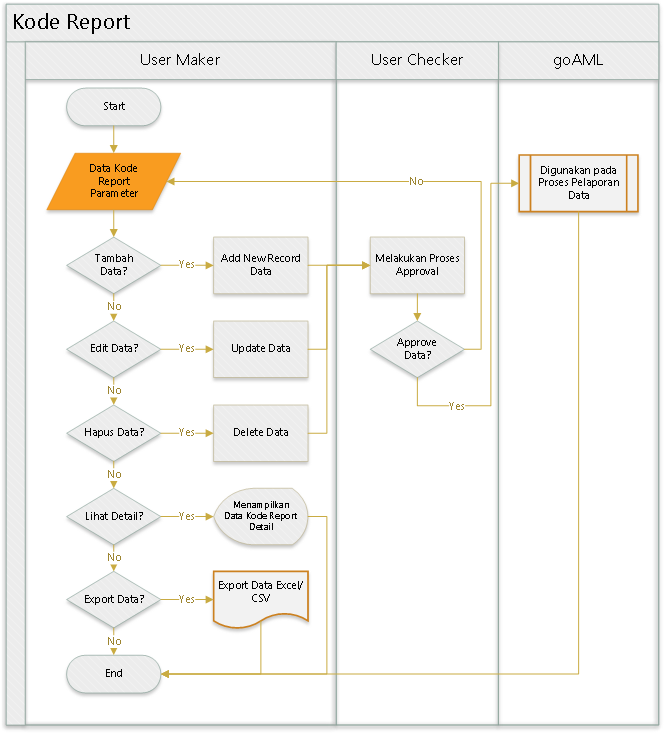 Kode Report
User Maker
User Checker
goAML
Start
Data Kode
Report
Parameter
No
Digunakan pada
Proses Pelaporan
Data
Tambah
Data?
Yes
Add New Record
Data
Melakukan Proses
Approval
No
Edit Data?
Yes
Update Data
Approve
Data?
No
Yes
Hapus Data?
Yes
Delete Data
No
Lihat Detail?
Yes
Menampilkan
Data Kode Report
Detail
No
Export Data?
Yes
Export Data Excel/
CSV
No
End